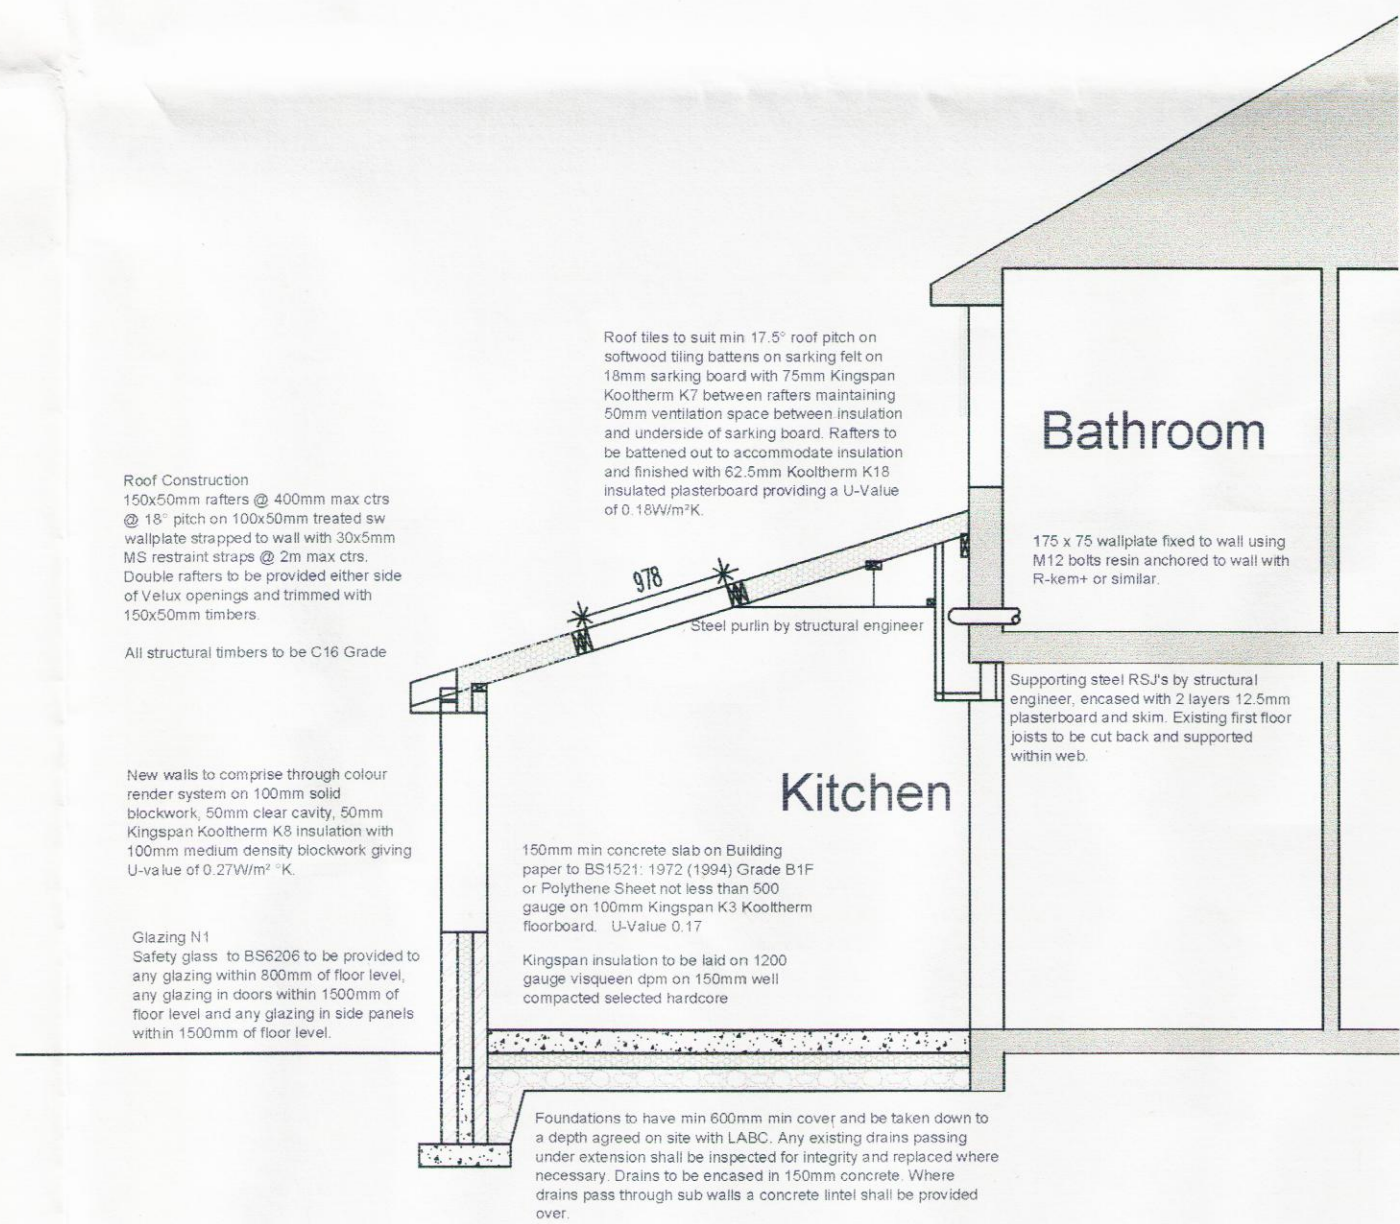 Roof tiles to suit min 17.5° roof pitch on
softwood tiling battens on sarking felt on
18mm sarking board with 75mm Kingspan
Kooltherm K7 between rafters maintaining
50mm ventilation space between insulation
and underside of sarking board. Rafters to
be battened out to accommodate insulation
and finished with 62.5mm Kooltherm K18
insulated plasterboard providing a U-Value
of 0.18W/m²K.
Bathroom
Roof Construction
150x50mm rafters @ 400mm max ctrs
@ 18° pitch on 100x50mm treated sw
wallplate strapped to wall with 30x5mm
MS restraint straps @ 2m max ctrs.
Double rafters to be provided either side
of Velux openings and trimmed with
150x50mm timbers.
All structural timbers to be C16 Grade
175 x 75 wallplate fixed to wall using
M12 bolts resin anchored to wall with
R-kem+ or similar.
978
Steel purlin by structural engineer
Supporting steel RSJ's by structural
engineer, encased with 2 layers 12.5mm
plasterboard and skim. Existing first floor
joists to be cut back and supported
within web.
New walls to comprise through colour
render system on 100mm solid
blockwork, 50mm clear cavity, 50mm
Kingspan Kooltherm K8 insulation with
100mm medium density blockwork giving
U-value of 0.27W/m² °K.
Kitchen
150mm min concrete slab on Building
paper to BS1521: 1972 (1994) Grade B1F
or Polythene Sheet not less than 500
gauge on 100mm Kingspan K3 Kooltherm
floorboard. U-Value 0.17
Kingspan insulation to be laid on 1200
gauge visqueen dpm on 150mm well
compacted selected hardcore
Glazing N1
Safety glass to BS6206 to be provided to
any glazing within 800mm of floor level,
any glazing in doors within 1500mm of
floor level and any glazing in side panels
within 1500mm of floor level.
Foundations to have min 600mm min cover and be taken down to
a depth agreed on site with LABC. Any existing drains passing
under extension shall be inspected for integrity and replaced where
necessary. Drains to be encased in 150mm concrete. Where
drains pass through sub walls a concrete lintel shall be provided
over.